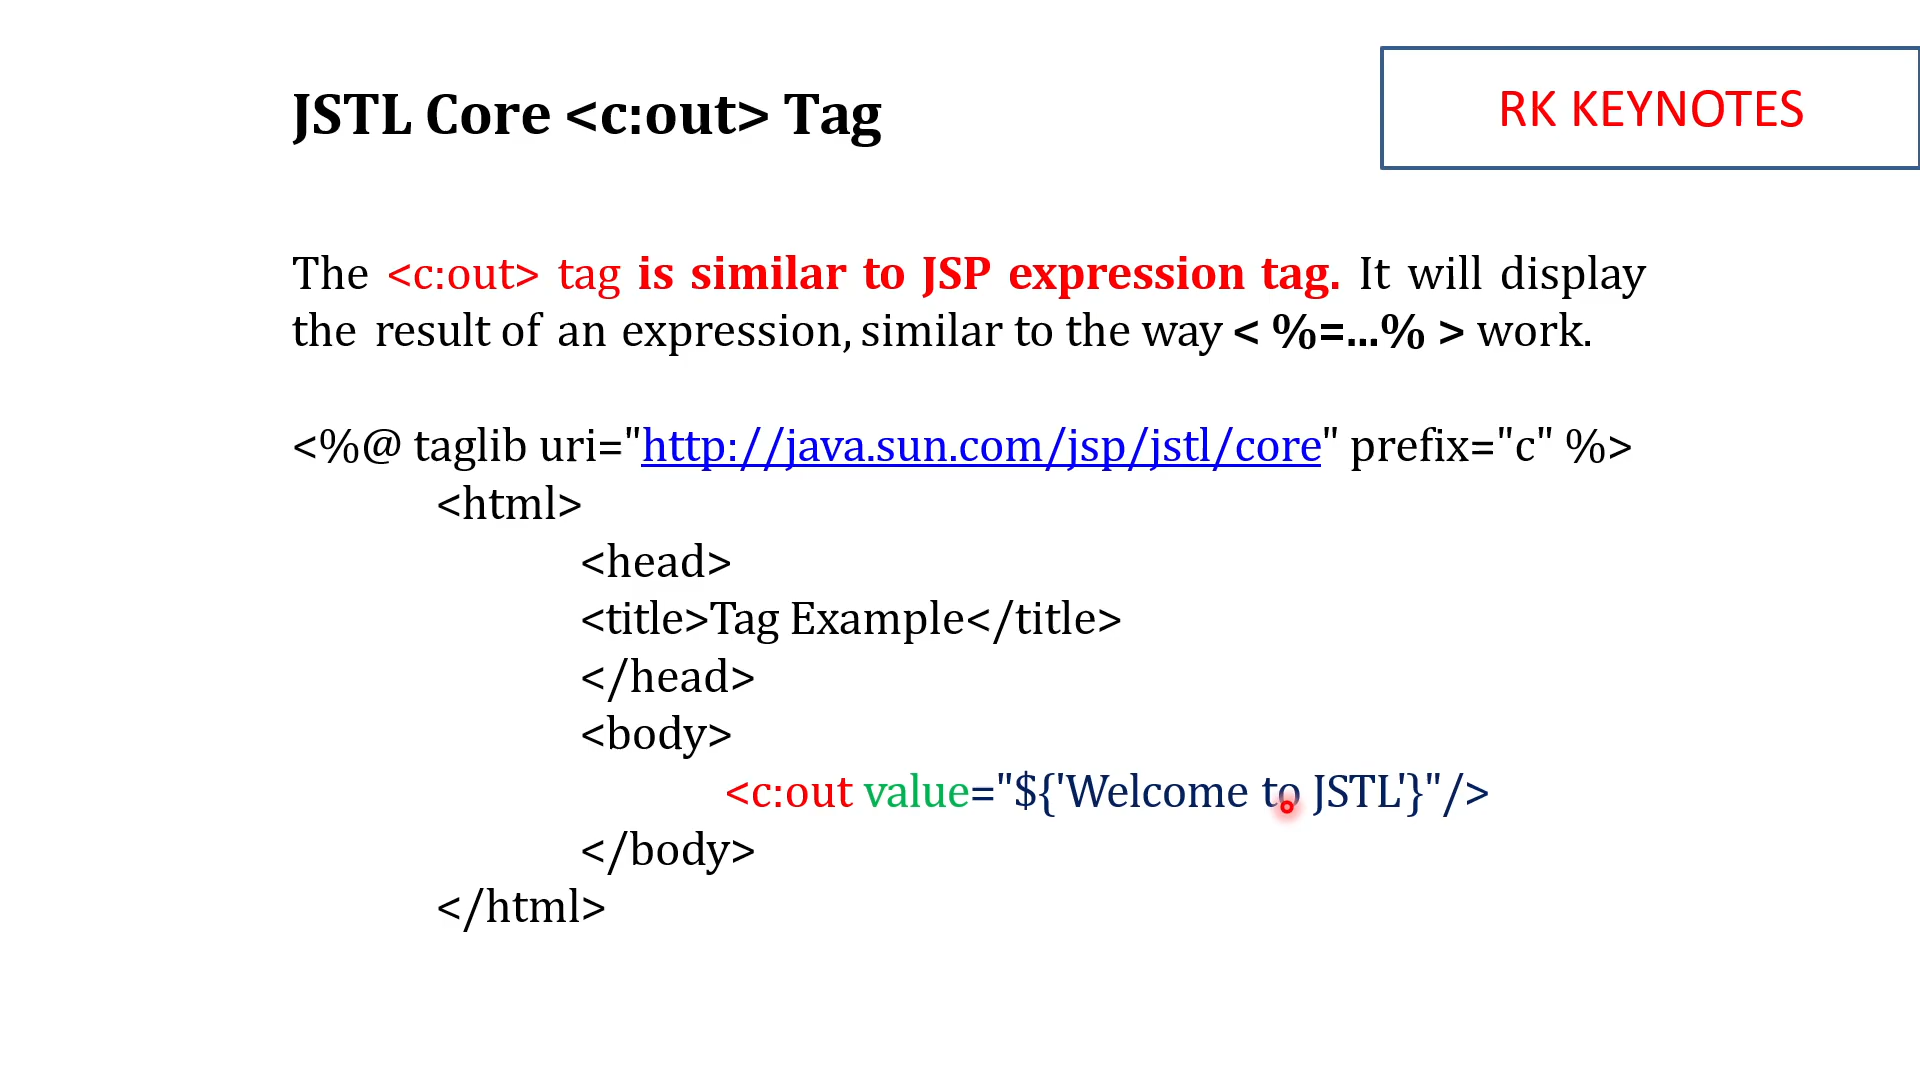 JSTL Core <c:out> Tag
RK KEYNOTES
The <c:out> tag is similar to JSP expression tag. It will display
the result of an expression, similar to the way < %=...% > work.
<%@ taglib uri="http://java.sun.com/jsp/jstl/core" prefix="c" %>
<html>
<head>
<title>Tag Example</title>
</head>
<body>
<c:out value="${'Welcome to JSTL'}"/>
</body>
</html>